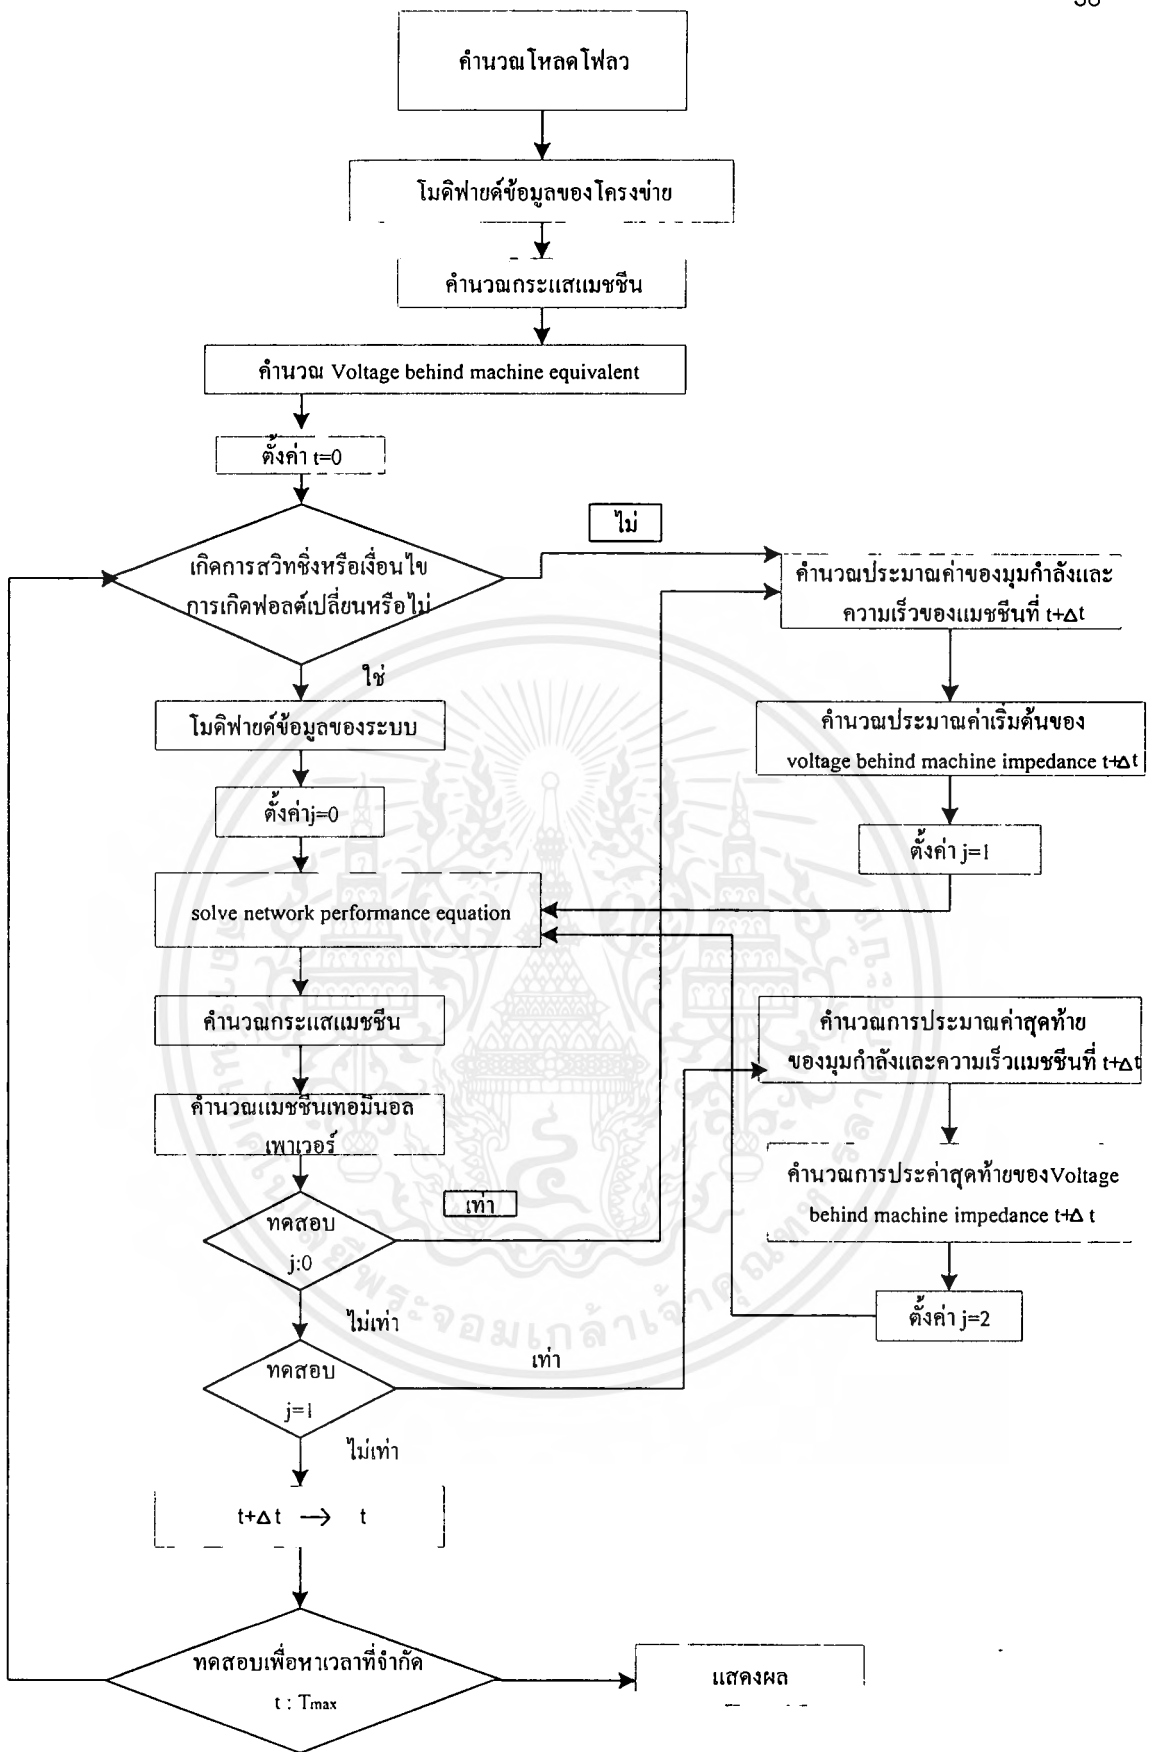 คำนวณโหลดโฟลว
โมดิฟายด์ข้อมูลของโครงข่าย
คำนวณกระแสแมชชีน
คำนวณ Voltage behind machine equivalent
ตั้งค่า t=0
เกิดการสวิทชิ่งหรือเงื่อนไข
การเกิดฟอลต์เปลี่ยนหรือไม่
ไม่
คำนวณประมาณค่าของมุมกำลังและ
ความเร็วของแมชชีนที่ t+Δt
ใช่
โมดิฟายด์ข้อมูลของระบบ
คำนวณประมาณค่าเริ่มต้นของ
voltage behind machine impedance t+Δt
ตั้งค่าj=0
ตั้งค่า j=1
solve network performance equation
คำนวณกระแสแมชชีน
คำนวณการประมาณค่าสุดท้าย
ของมุมกำลังและความเร็วแมชชีนที่ t+Δt
คำนวณแมชชีนเทอมีนอล
เพาเวอร์
คำนวณการประค่าสุดท้ายของVoltage
behind machine impedance t+Δ t
เท่า
ทดสอบ
j:0
ตั้งค่า j=2
ไม่เท่า
เท่า
ทดสอบ
j=1
ไม่เท่า
t+Δ t → t
ทดสอบเพื่อหาเวลาที่จำกัด
t : Tmax
แสดงผล
พระจอมเกล้าเจ้าคุณทหาร